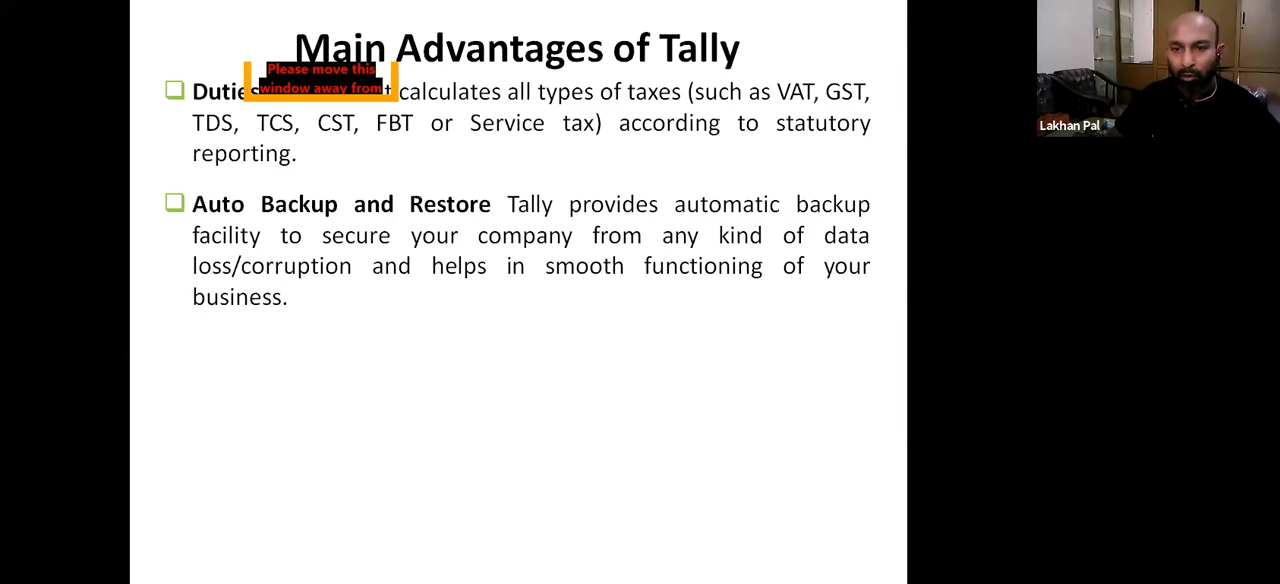 Main Advantages of Tally
Please move this
window away from
Duties t calculates all types of taxes (such as VAT, GST,
TDS, TCS, CST, FBT or Service tax) according to statutory
reporting.
Auto Backup and Restore Tally provides automatic backup
facility to secure your company from any kind of data
loss/corruption and helps in smooth functioning of your
business.
Lakhan Pal